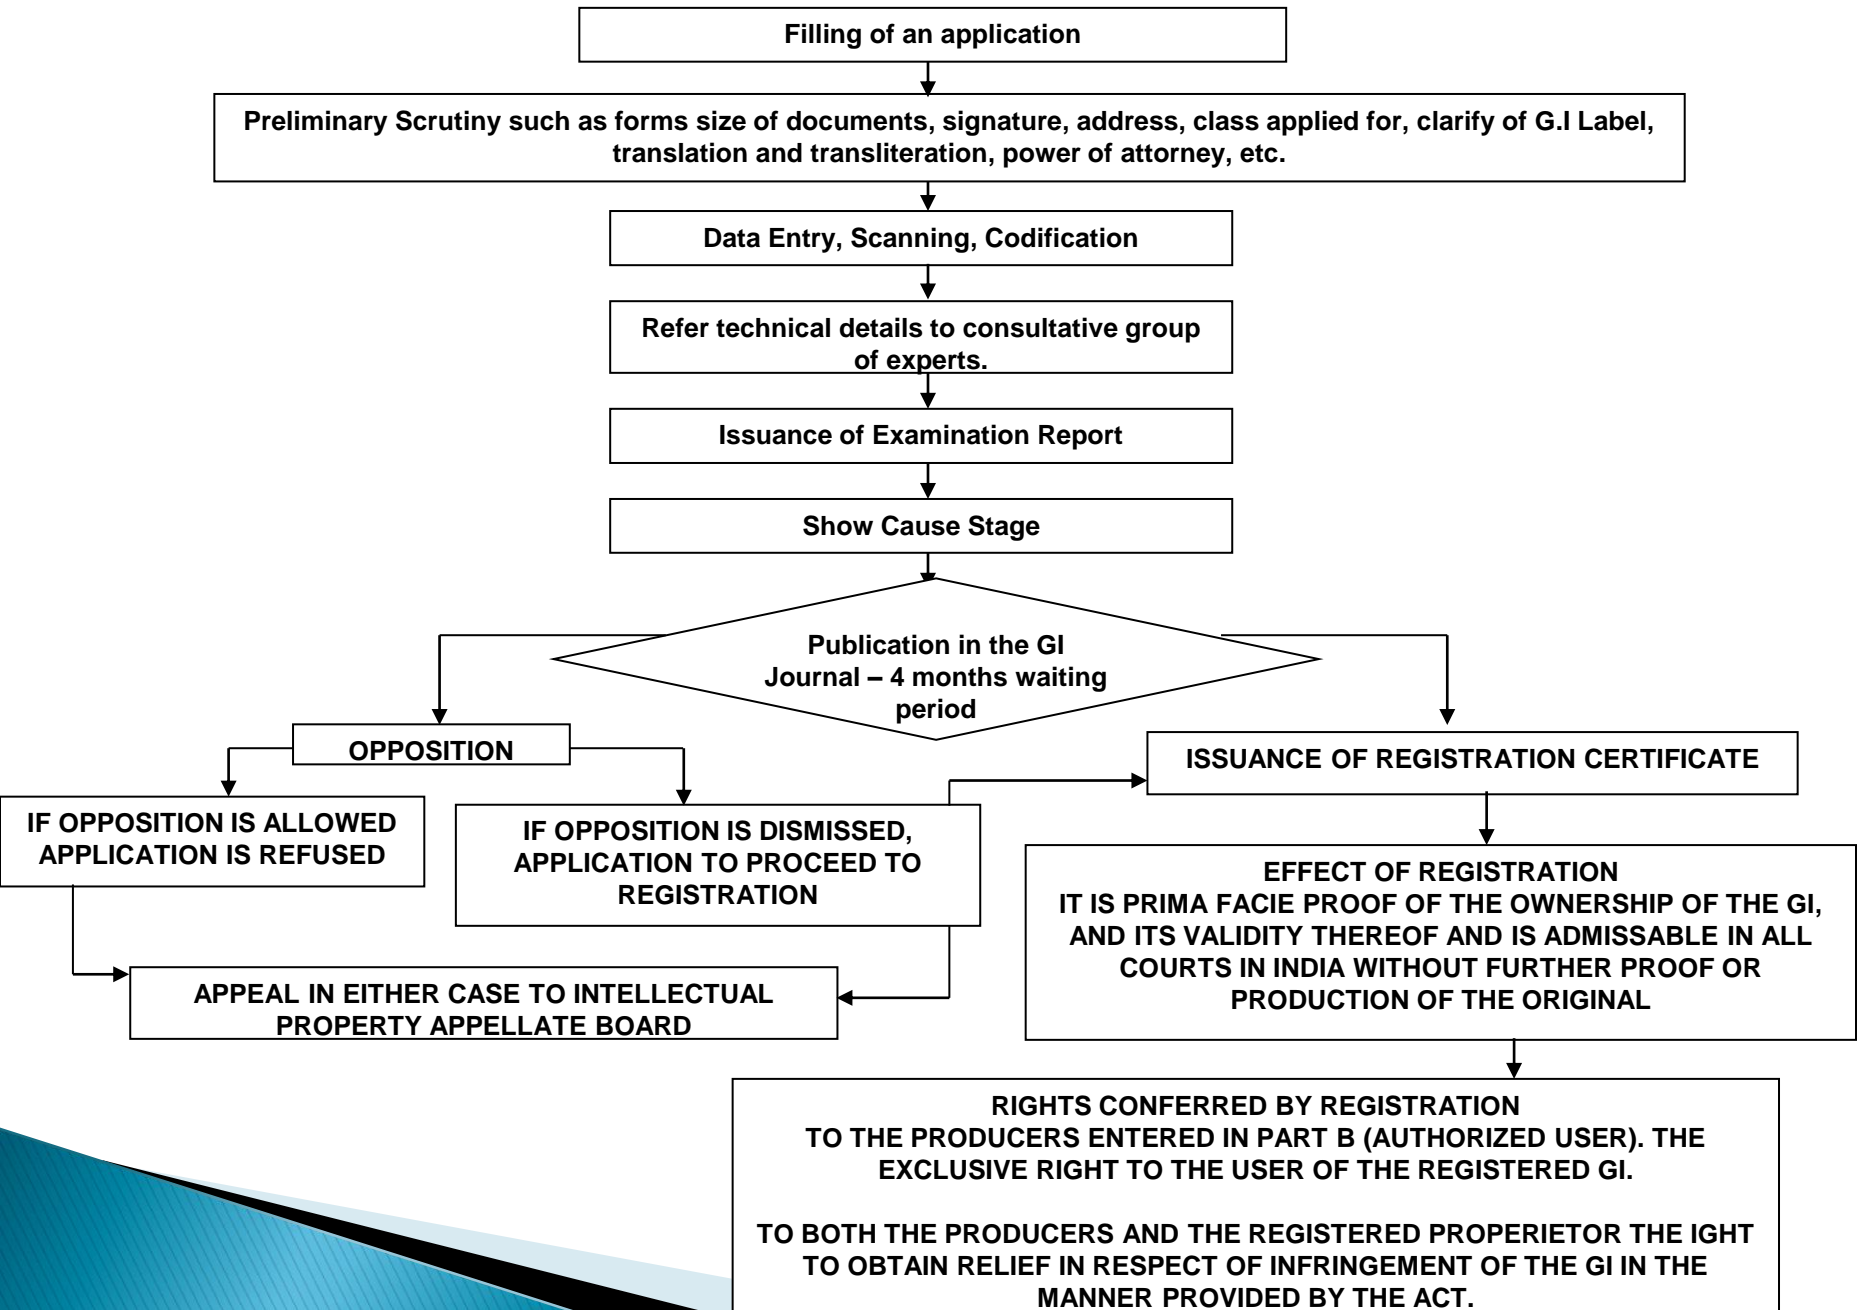 Filling of an application
Preliminary Scrutiny such as forms size of documents, signature, address, class applied for, clarify of G.I Label,
translation and transliteration, power of attorney, etc.
Data Entry, Scanning, Codification
Refer technical details to consultative group
of experts.
Issuance of Examination Report
Show Cause Stage
Publication in the GI
Journal – 4 months waiting
period
OPPOSITION
ISSUANCE OF REGISTRATION CERTIFICATE
IF OPPOSITION IS ALLOWED
APPLICATION IS REFUSED
IF OPPOSITION IS DISMISSED,
APPLICATION TO PROCEED TO
REGISTRATION
APPEAL IN EITHER CASE TO INTELLECTUAL
PROPERTY APPELLATE BOARD
EFFECT OF REGISTRATION
IT IS PRIMA FACIE PROOF OF THE OWNERSHIP OF THE GI,
AND ITS VALIDITY THEREOF AND IS ADMISSABLE IN ALL
COURTS IN INDIA WITHOUT FURTHER PROOF OR
PRODUCTION OF THE ORIGINAL
RIGHTS CONFERRED BY REGISTRATION
TO THE PRODUCERS ENTERED IN PART B (AUTHORIZED USER). THE
EXCLUSIVE RIGHT TO THE USER OF THE REGISTERED GI.
TO BOTH THE PRODUCERS AND THE REGISTERED PROPERIETOR THE IGHT
TO OBTAIN RELIEF IN RESPECT OF INFRINGEMENT OF THE GI IN THE
MANNER PROVIDED BY THE ACT.